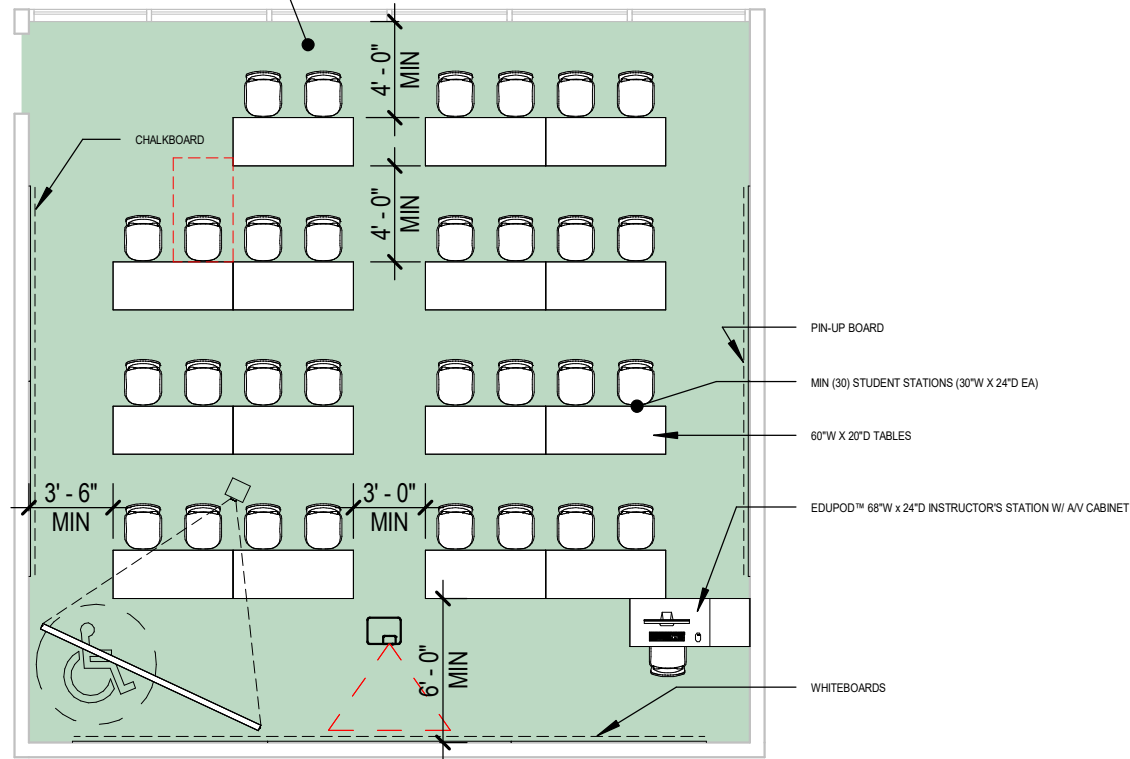 4' - 0"
MIN
CHALKBOARD
4' - 0"
MIN
PIN-UP BOARD
MIN (30) STUDENT STATIONS (30"W X 24"D EA)
60"W X 20"D TABLES
3' - 6"
MIN
3' - 0"
MIN
EDUPOD™ 68"W x 24"D INSTRUCTOR'S STATION W/ A/V CABINET
6' - 0"
MIN
WHITEBOARDS